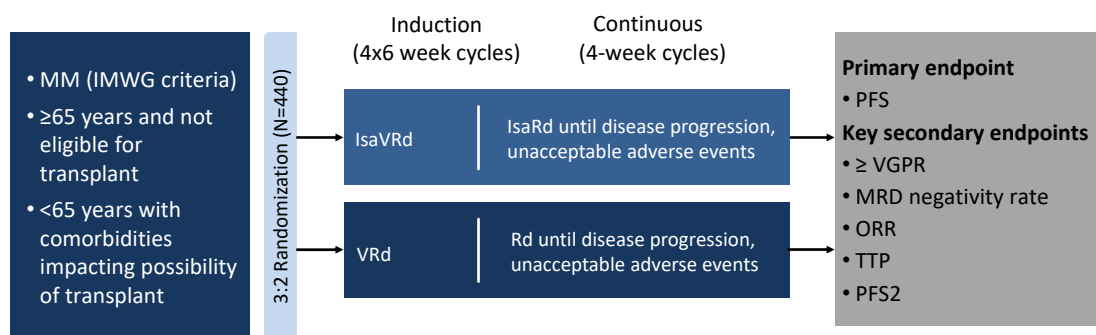 Induction
(4x6 week cycles)
Continuous
(4-week cycles)
• MM (IMWG criteria)
• ≥65 years and not
eligible for
transplant
• <65 years with
comorbidities
impacting possibility
of transplant
3:2 Randomization (N=440)
IsaVRd
IsaRd until disease progression,
unacceptable adverse events
VRd
Rd until disease progression,
unacceptable adverse events
Primary endpoint
• PFS
Key secondary endpoints
• ≥ VGPR
• MRD negativity rate
• ORR
• TTP
• PFS2